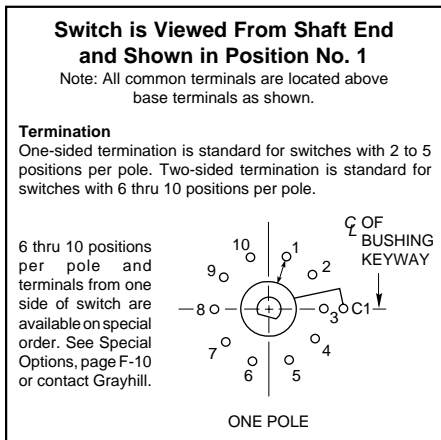 Switch is Viewed From Shaft End
and Shown in Position No. 1
Note: All common terminals are located above
base terminals as shown.
Termination
One-sided termination is standard for switches with 2 to 5
positions per pole. Two-sided termination is standard for
switches with 6 thru 10 positions per pole.
6 thru 10 positions
per pole and
terminals from one
side of switch are
available on special
order. See Special
Options, page F-10
or contact Grayhill.
℄ OF
BUSHING
KEYWAY
10
1
9
2
8
3
C1
7
4
6
5
ONE POLE